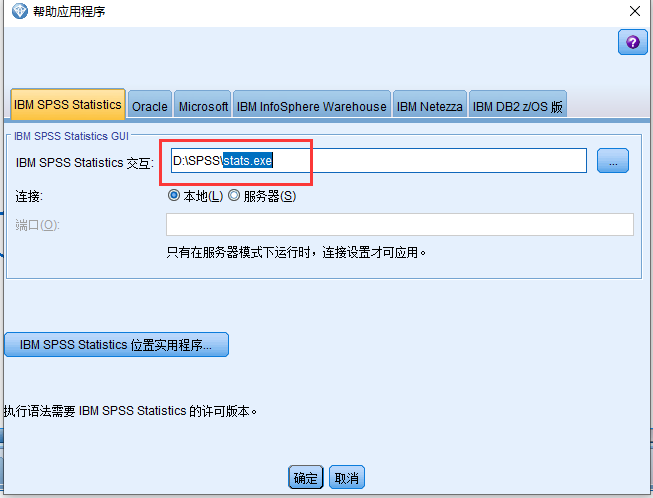 帮助应用程序
IBM SPSS Statistics Oracle Microsoft IBM InfoSphere Warehouse IBM Netezza IBM DB2 z/OS 版
IBM SPSS Statistics GUI
IBM SPSS Statistics 交互: D:\SPSS\stats.exe ...
连接: 本地(L) 服务器(S)
端口(O):
只有在服务器模式下运行时，连接设置才可应用。
IBM SPSS Statistics 位置实用程序...
执行语法需要 IBM SPSS Statistics 的许可版本。
确定 取消